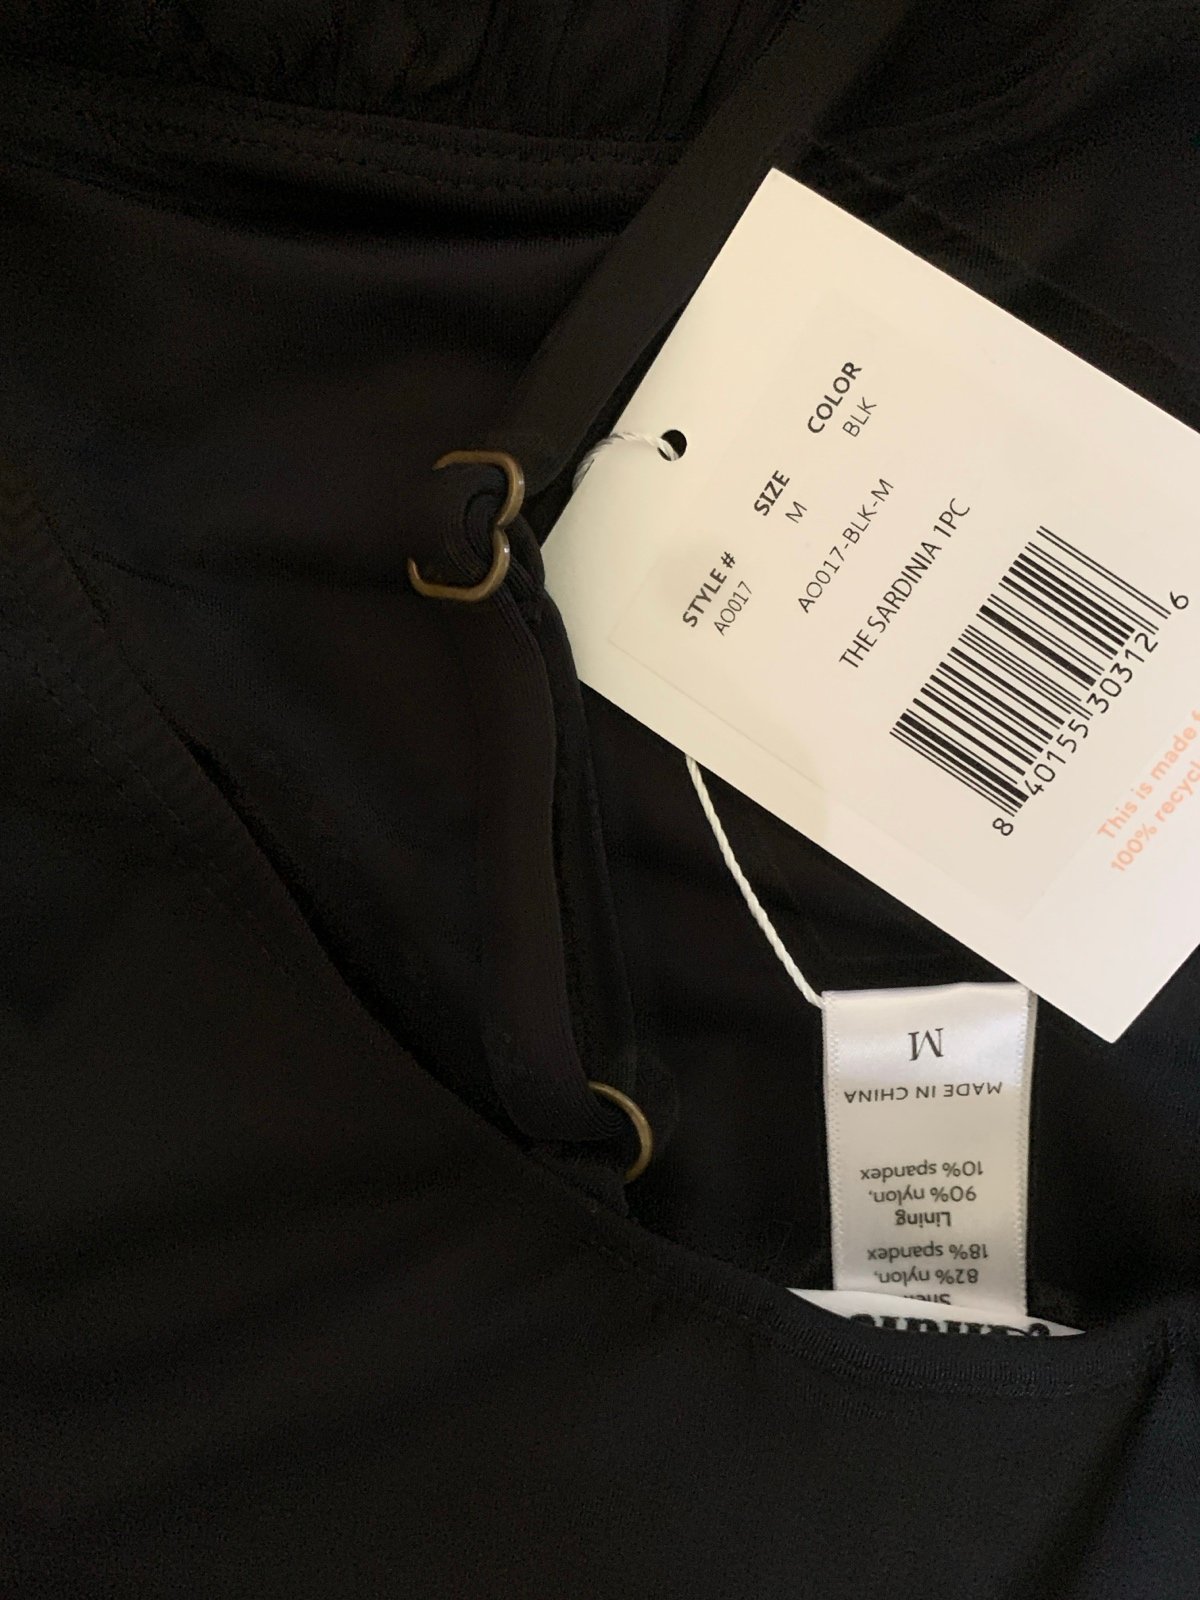 STYLE # SIZE COLOR
AO017 M BLK
AO017-BLK-M
THE SARDINIA 1PC
8 40155 30312 6
This is made
100%
M
MADE IN CHINA
10% spandex
90% nylon,
Lining
18% spandex
82% nylon,